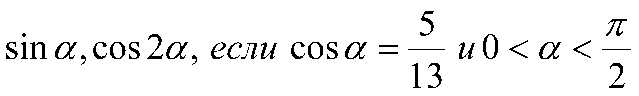 sin α, cos 2α, если cos α = 5/13 и 0 < α < π/2